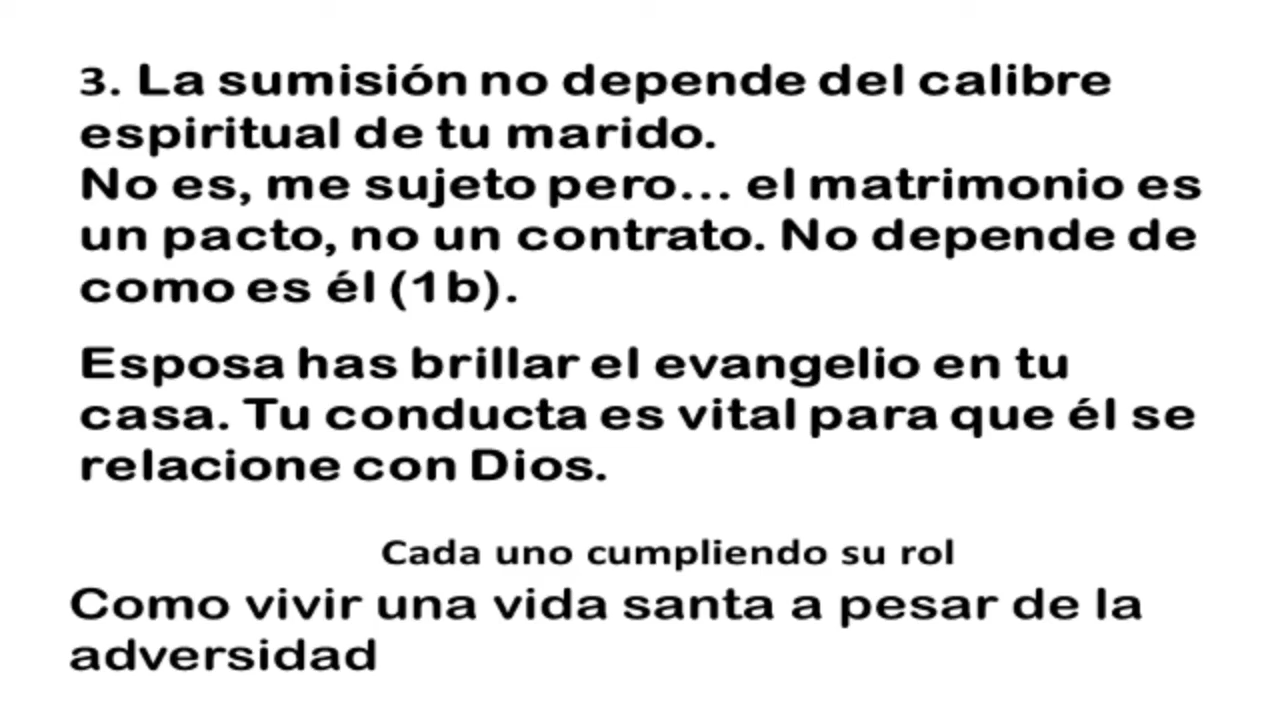 3. La sumisión no depende del calibre
espiritual de tu marido.
No es, me sujeto pero... el matrimonio es
un pacto, no un contrato. No depende de
como es él (1b).
Esposa has brillar el evangelio en tu
casa. Tu conducta es vital para que él se
relacione con Dios.
Cada uno cumpliendo su rol
Como vivir una vida santa a pesar de la
adversidad